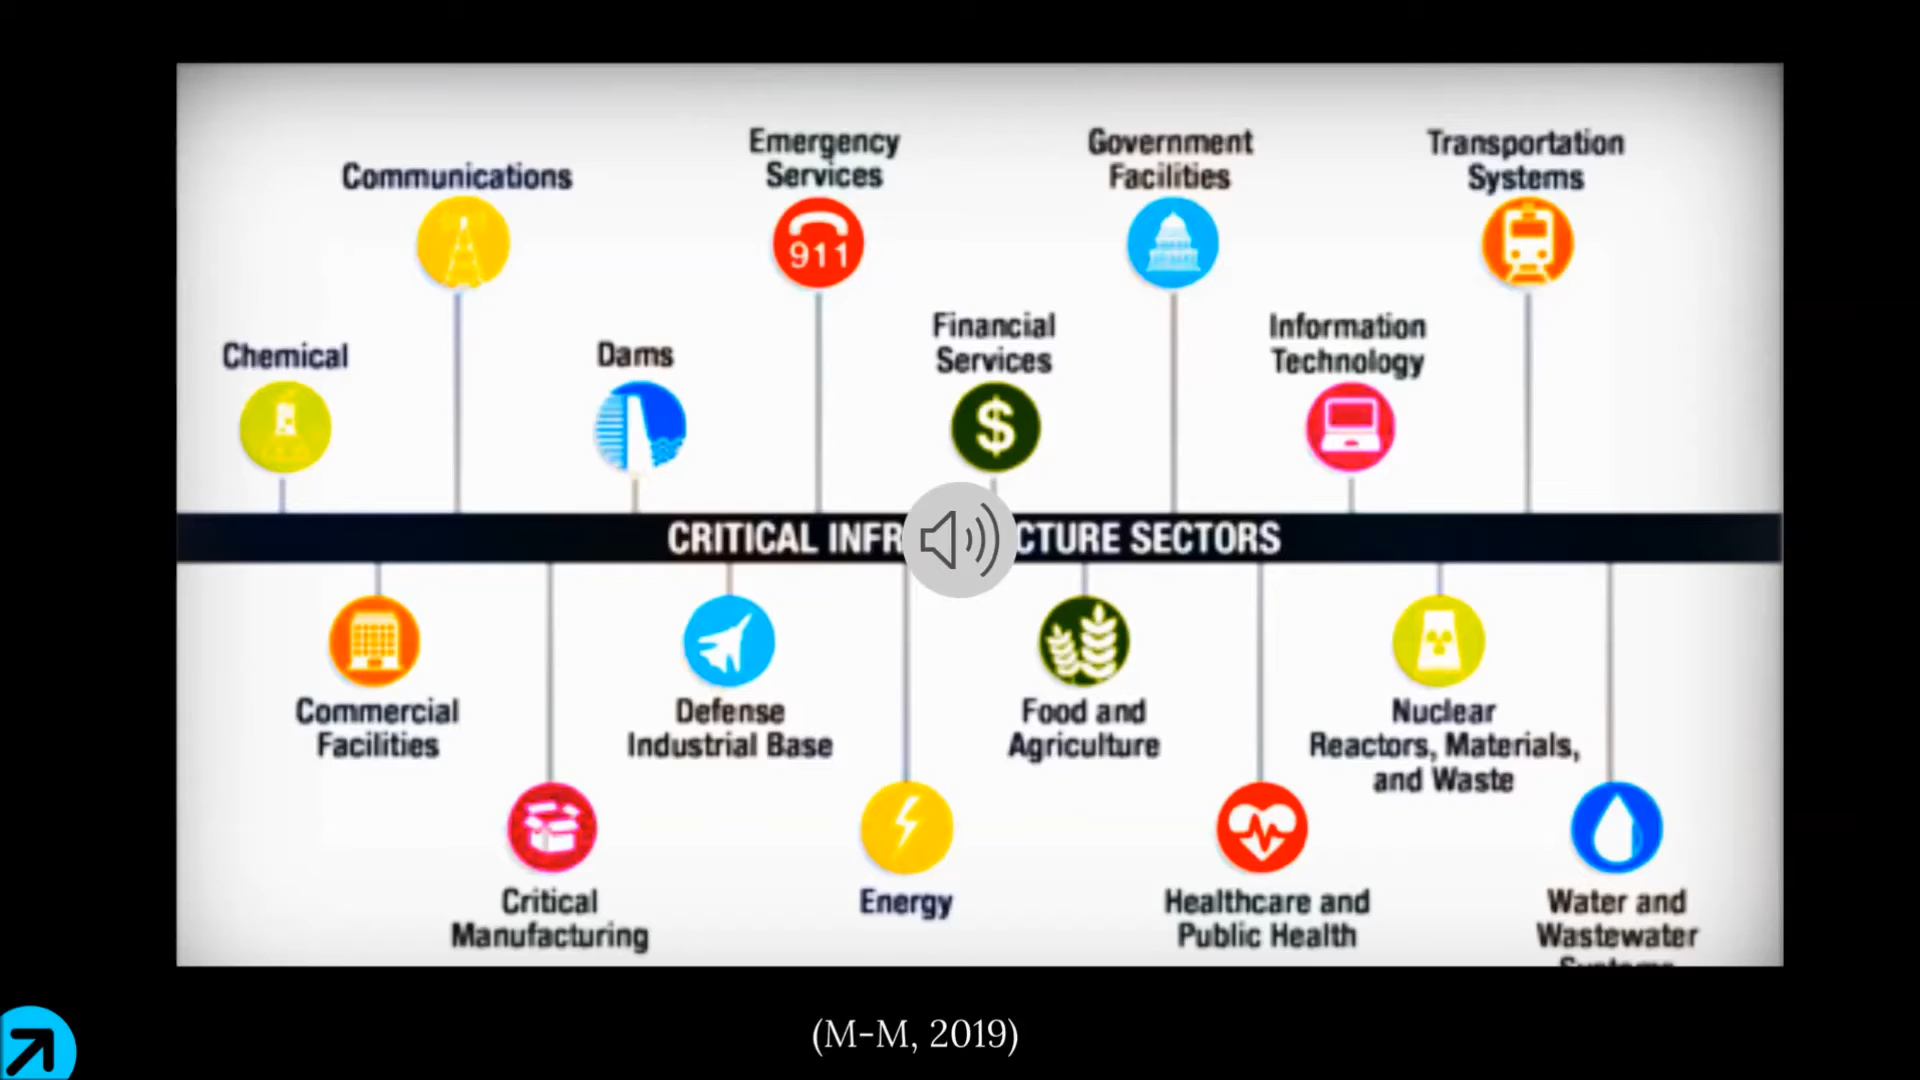 Communications
Emergency
Services
911
Government
Facilities
Transportation
Systems
Chemical
Dams
Financial
Services
$
Information
Technology
CRITICAL INFR CTURE SECTORS
Commercial
Facilities
Defense
Industrial Base
Food and
Agriculture
Nuclear
Reactors, Materials,
and Waste
Critical
Manufacturing
Energy
Healthcare and
Public Health
Water and
Wastewater
Systems
(M-M, 2019)